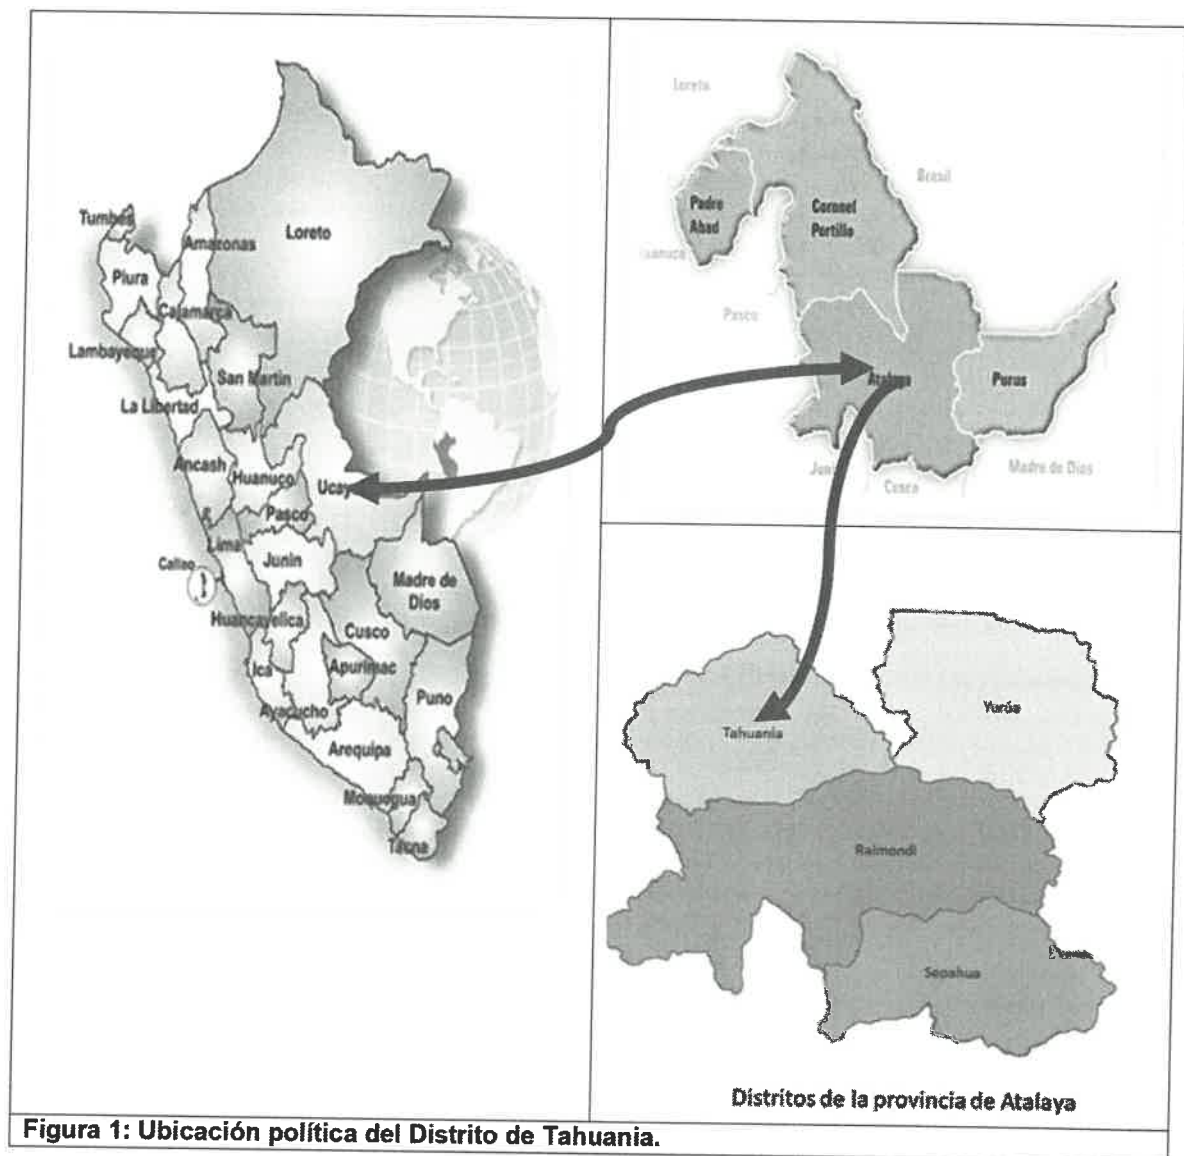 Loreto
Tumbes
Amazonas
Piura
Cajamarca
Lambayeque
San Martin
La Libertad
Ancash
Huanuco
Pasco
Lima
Callao
Junin
Madre de
Dios
Huancavelica
Cusco
Ica
Apurimac
Puno
Ayacucho
Arequipa
Moquegua
Tacna
Loreto
Brasil
Padre
Abad
Coronel
Portillo
Pasco
Atalaya
Purus
Madre de Dios
Cusco
Tahuania
Yurúa
Raimondi
Sepahua
Distritos de la provincia de Atalaya
Figura 1: Ubicación política del Distrito de Tahuania.